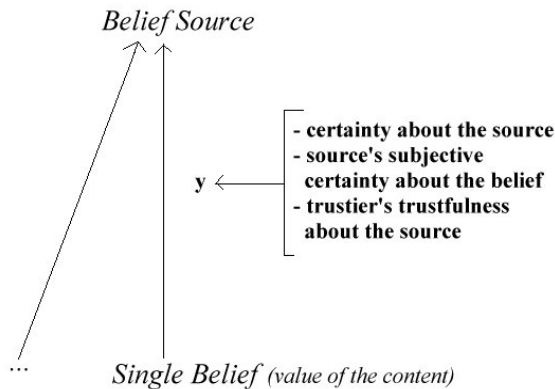 Belief Source
- certainty about the source
- source's subjective
certainty about the belief
y
- trustier's trustfulness
about the source
...
Single Belief (value of the content)